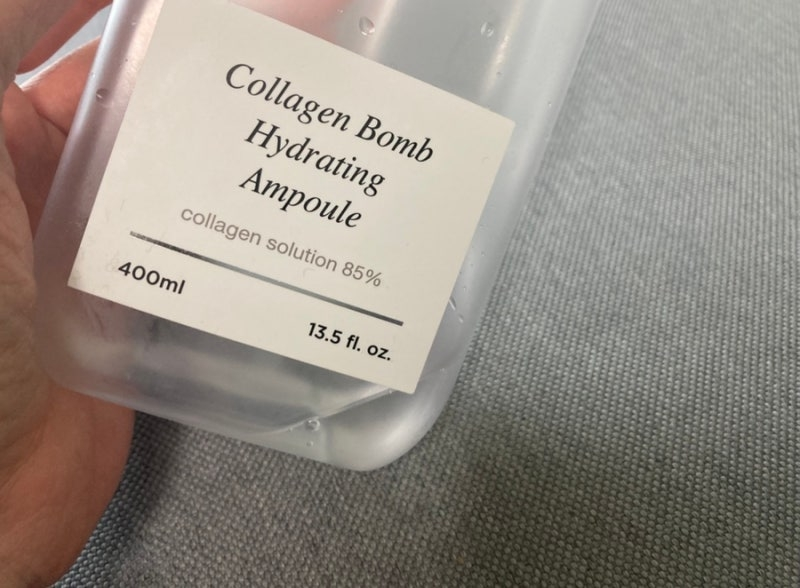 Collagen Bomb
Hydrating
Ampoule
collagen solution 85%
400ml
13.5 fl. oz.